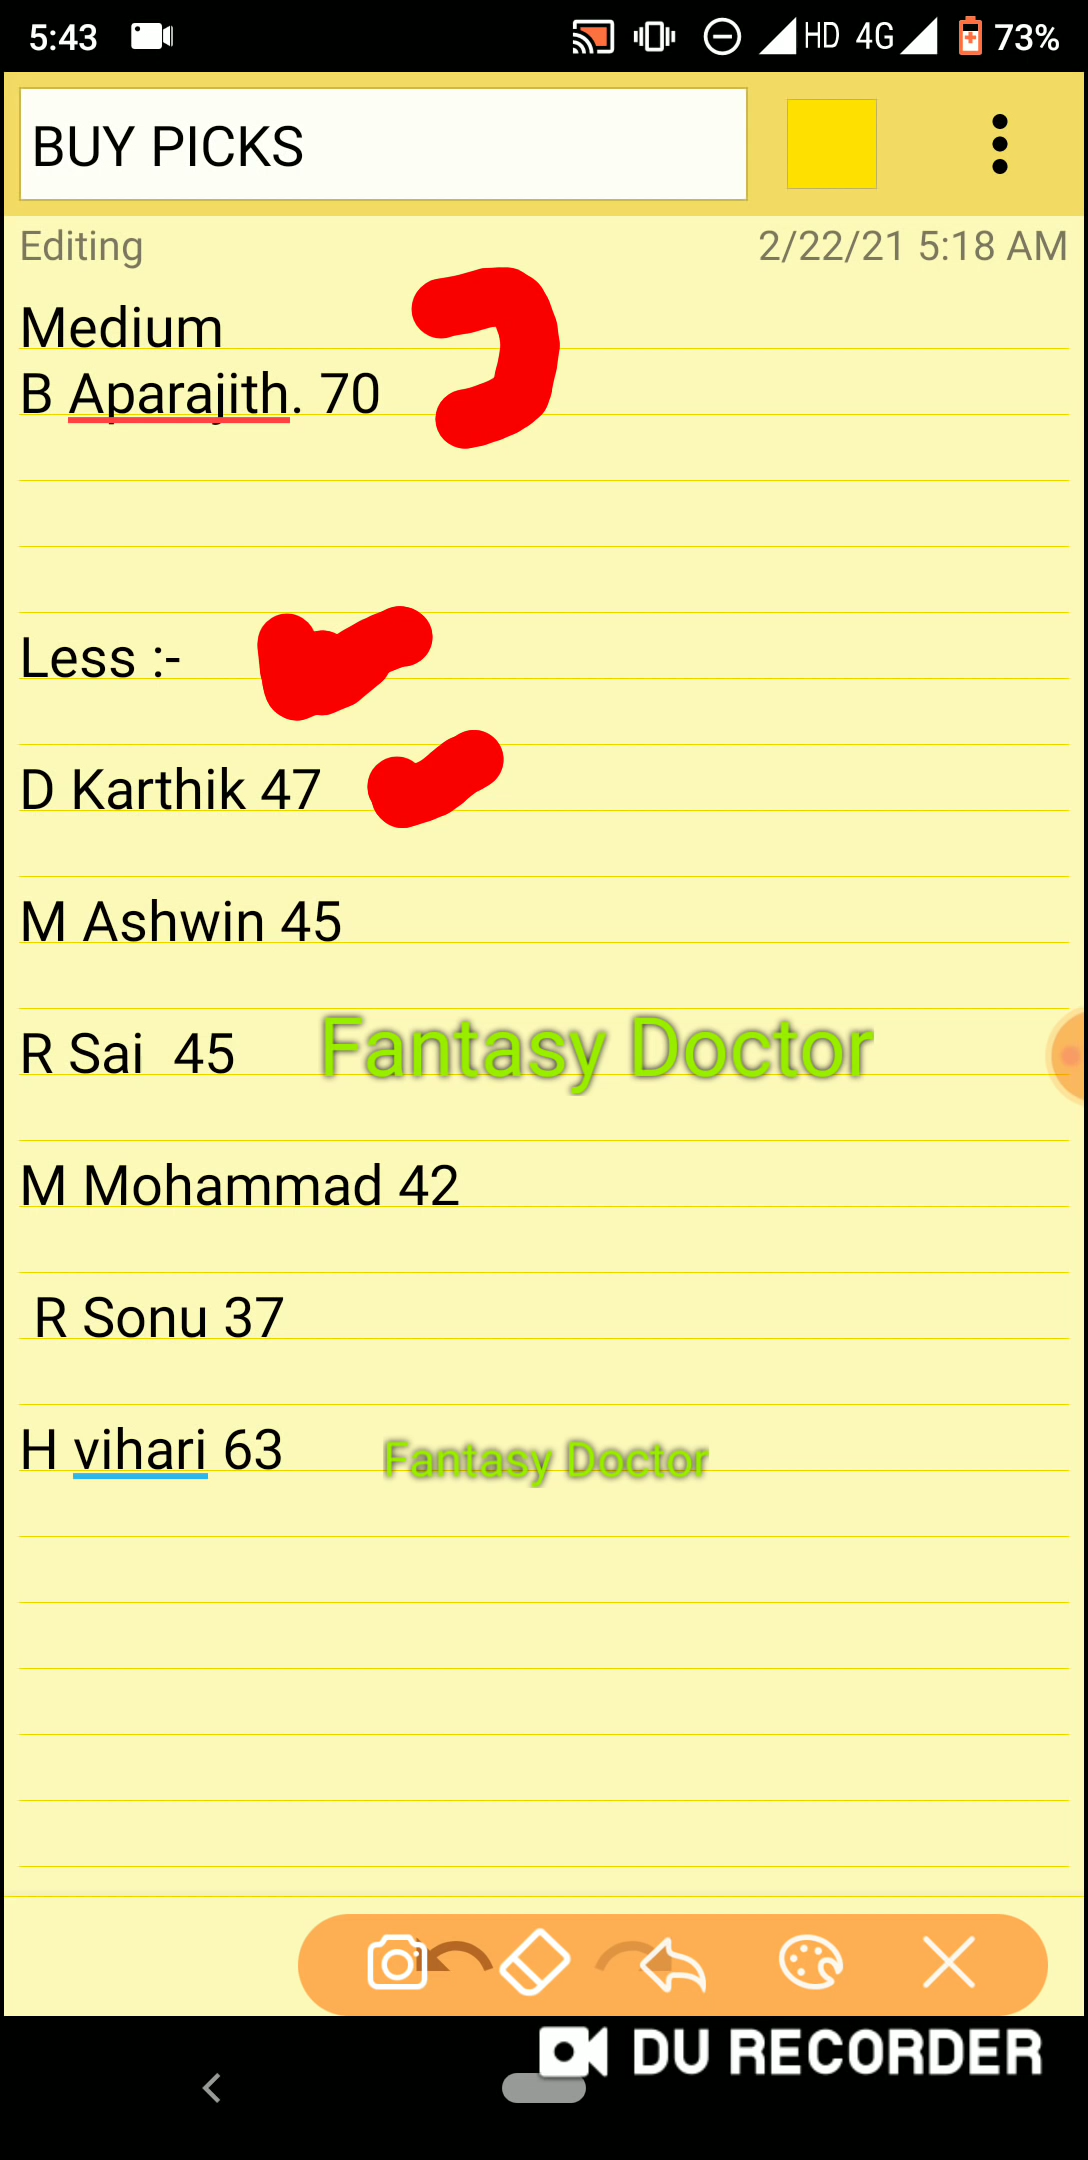 5:43 HD 4G 73%
BUY PICKS
Editing 2/22/21 5:18 AM
Medium
B Aparajith. 70
Less :-
D Karthik 47
M Ashwin 45
R Sai 45 Fantasy Doctor
M Mohammad 42
R Sonu 37
H vihari 63 Fantasy Doctor
DU RECORDER